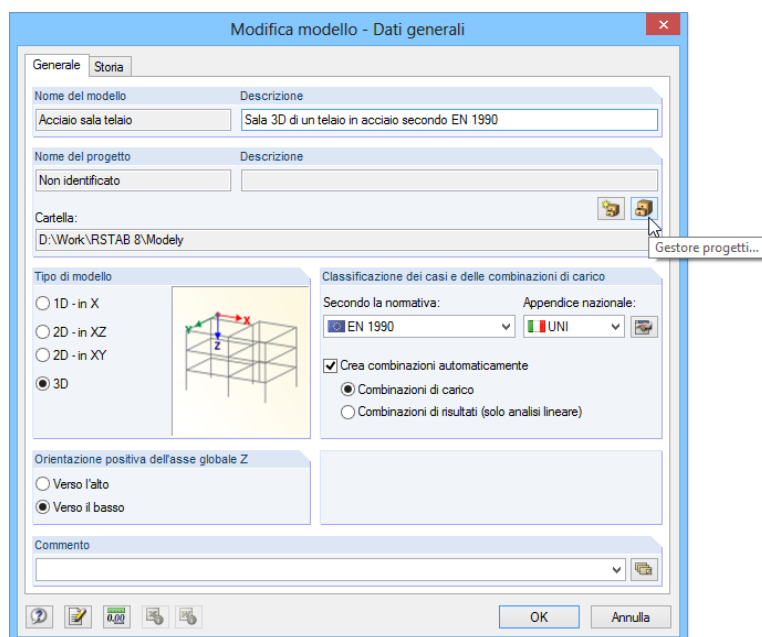 Modifica modello - Dati generali
Generale Storia
Nome del modello Descrizione
Acciaio sala telaio Sala 3D di un telaio in acciaio secondo EN 1990
Nome del progetto Descrizione
Non identificato
Cartella:
D:\Work\RSTAB 8\Modely
Gestore progetti...
Tipo di modello Classificazione dei casi e delle combinazioni di carico
1D - in X Secondo la normativa: Appendice nazionale:
2D - in XZ EN 1990 UNI
2D - in XY Crea combinazioni automaticamente
3D Combinazioni di carico
Combinazioni di risultati (solo analisi lineare)
X
Y
Z
Orientazione positiva dell'asse globale Z
Verso l'alto
Verso il basso
Commento
0.00
OK Annulla